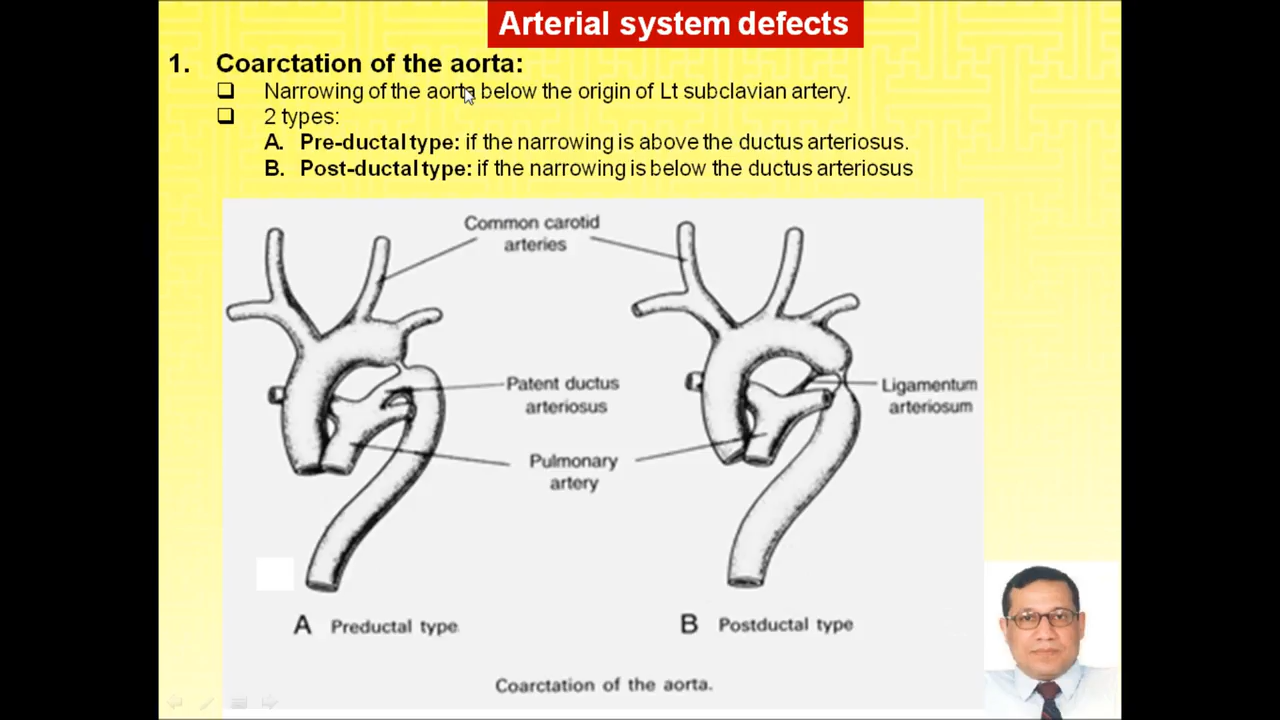 Arterial system defects
1. Coarctation of the aorta:
❑ Narrowing of the aorta below the origin of Lt subclavian artery.
❑ 2 types:
A. Pre-ductal type: if the narrowing is above the ductus arteriosus.
B. Post-ductal type: if the narrowing is below the ductus arteriosus
Common carotid
arteries
Patent ductus
arteriosus
Ligamentum
arteriosum
Pulmonary
artery
A Preductal type
B Postductal type
Coarctation of the aorta.